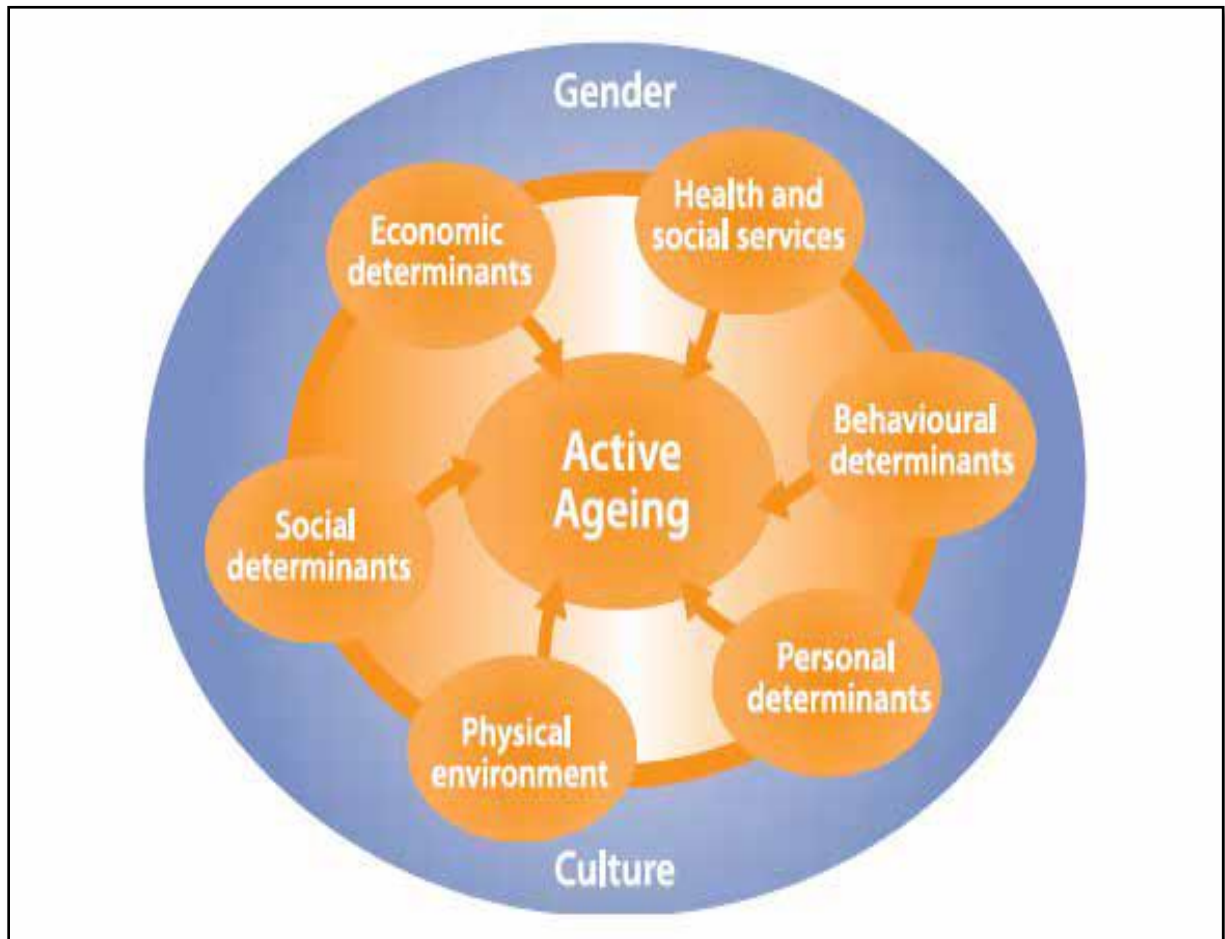 Gender
Economic
determinants
Health and
social services
Behavioural
determinants
Active
Ageing
Social
determinants
Personal
determinants
Physical
environment
Culture